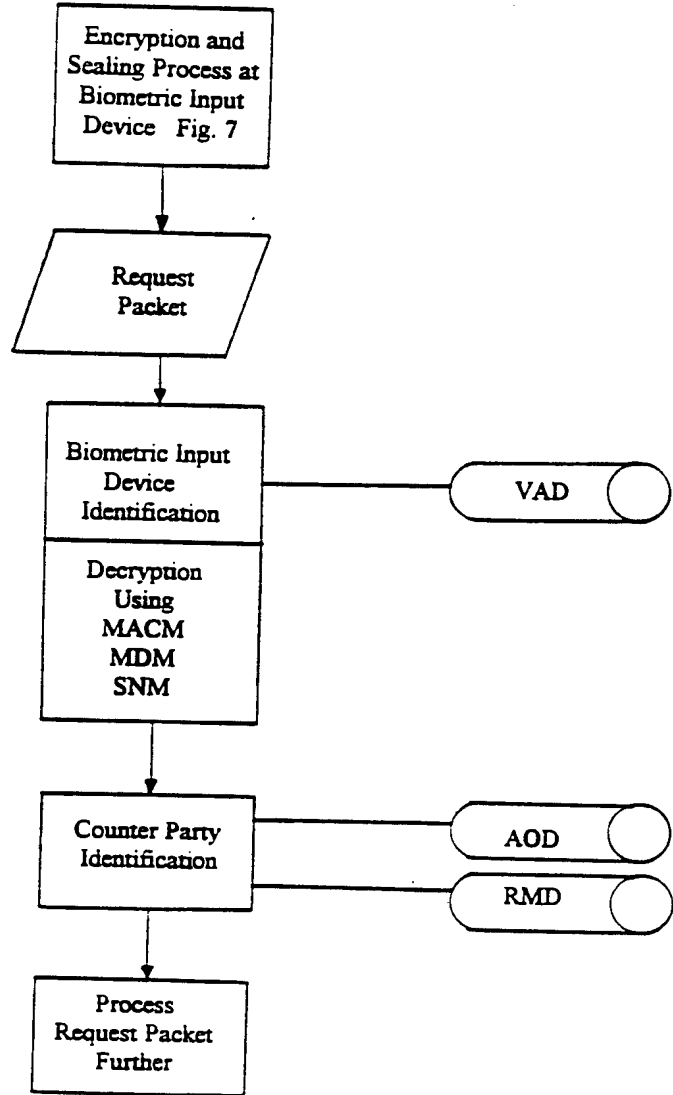 Encryption and
Sealing Process at
Biometric Input
Device Fig. 7
Request
Packet
Biometric Input
Device
Identification
VAD
Decryption
Using
MACM
MDM
SNM
Counter Party
Identification
AOD
RMD
Process
Request Packet
Further